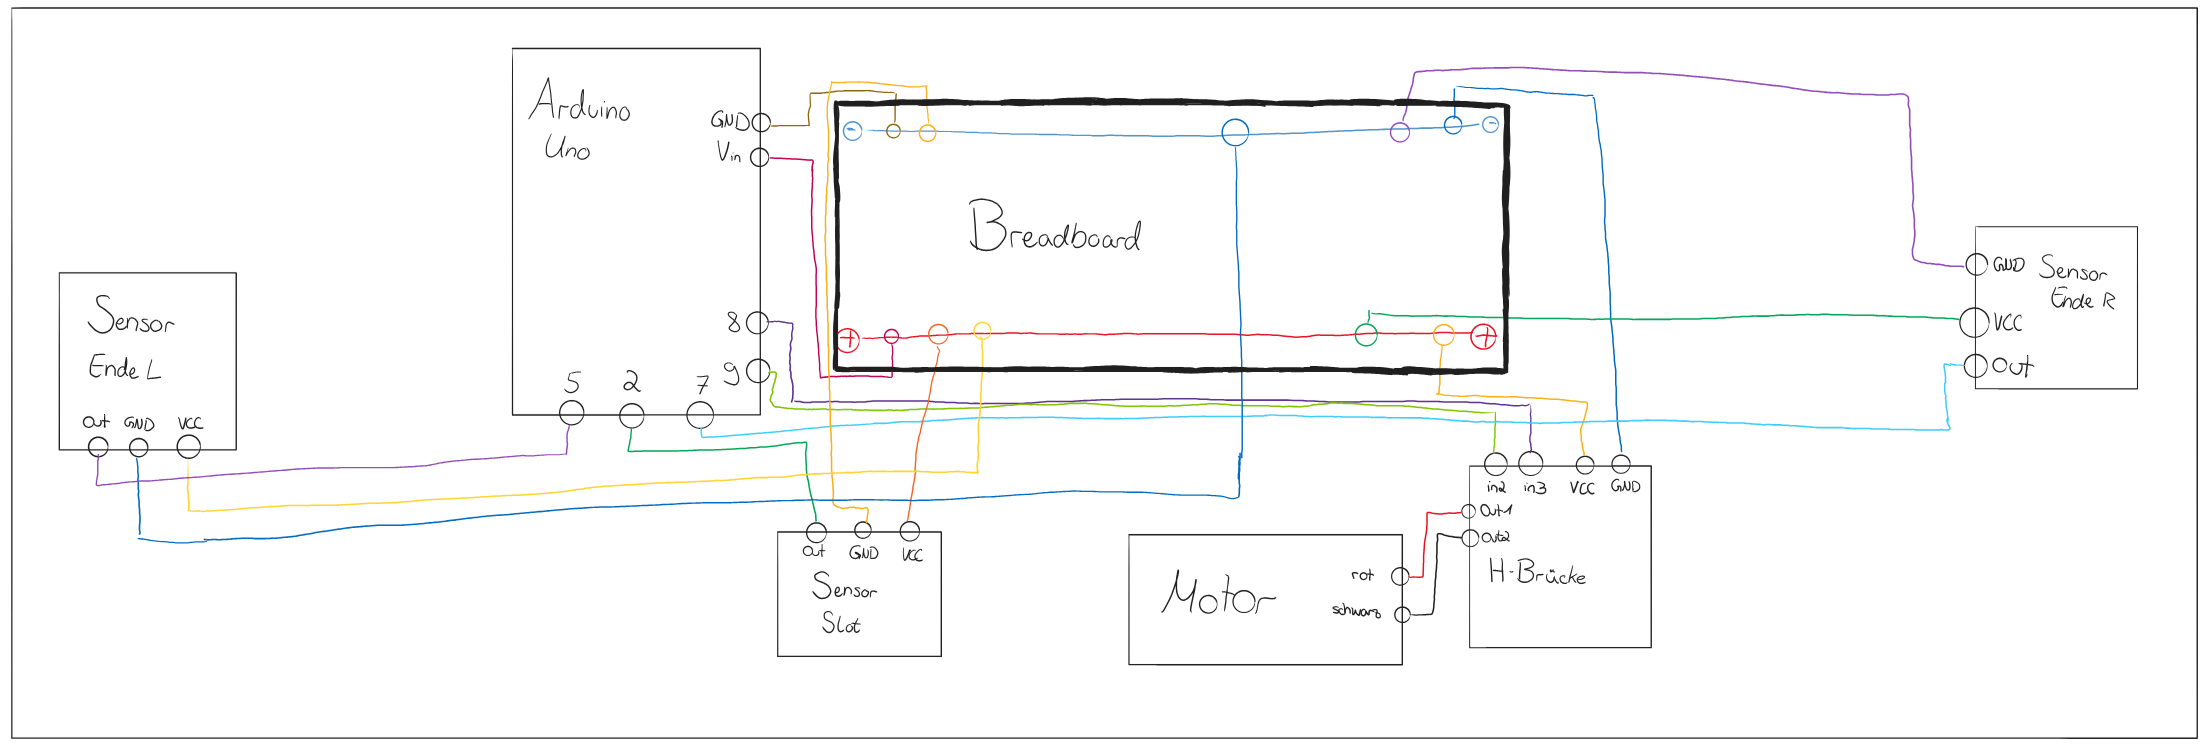 Arduino
Uno
GND
Vin
8
9
5
2
7
-
-
Breadboard
+
+
Sensor
Ende L
Out
GND
VCC
GND
Sensor
Ende R
VCC
Out
Out
GND
VCC
Sensor
Slot
Motor
rot
schwarz
in2
in3
VCC
GND
Out1
Out2
H-Brücke